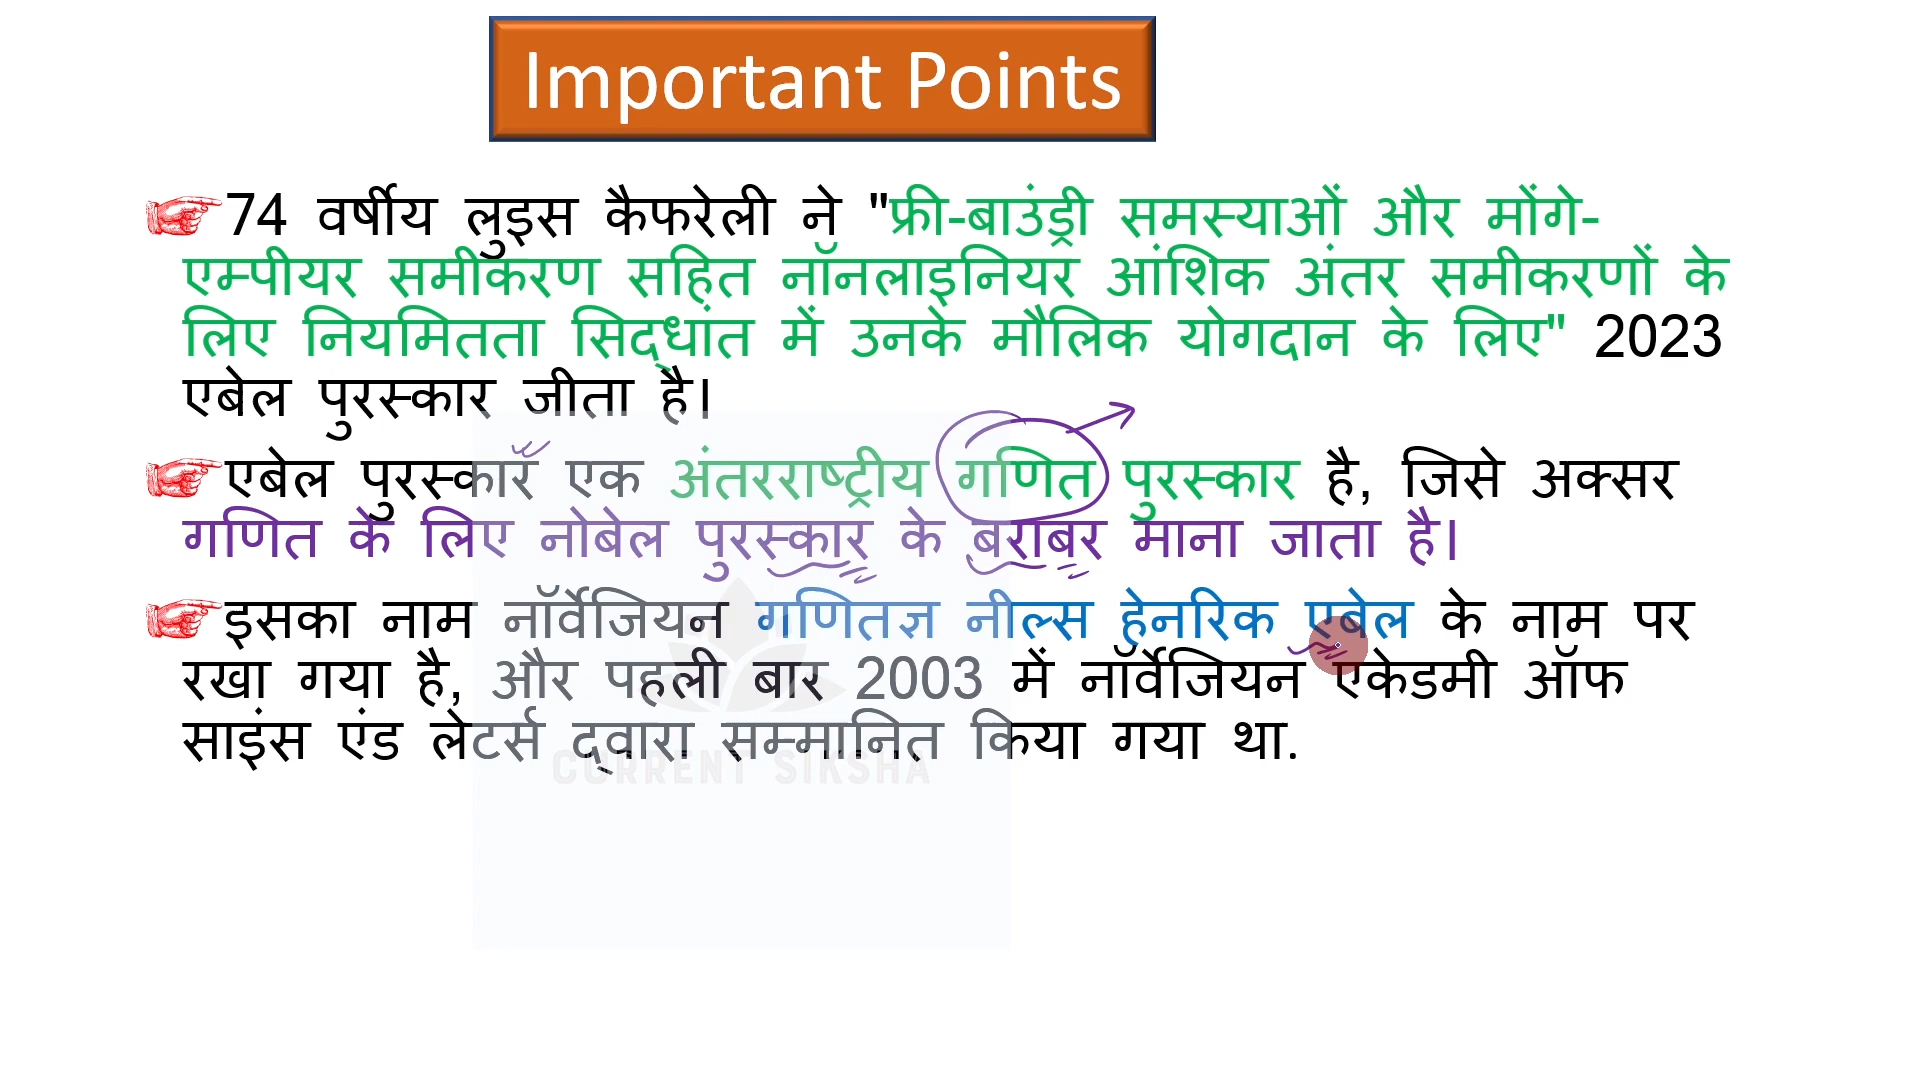 Important Points
74 वर्षीय लुइस कैफरेली ने "फ्री-बाउंड्री समस्याओं और मोंगे-
एम्पीयर समीकरण सहित नॉनलाइनियर आंशिक अंतर समीकरणों के
लिए नियमितता सिद्धांत में उनके मौलिक योगदान के लिए" 2023
एबेल पुरस्कार जीता है।
एबेल पुरस्कार एक अंतरराष्ट्रीय गणित पुरस्कार है, जिसे अक्सर
गणित के लिए नोबेल पुरस्कार के बराबर माना जाता है।
इसका नाम नॉर्वेजियन गणितज्ञ नील्स हेनरिक एबेल के नाम पर
रखा गया है, और पहली बार 2003 में नॉर्वेजियन एकेडमी ऑफ
साइंस एंड लेटर्स द्वारा सम्मानित किया गया था.
CURRENT SIKSHA